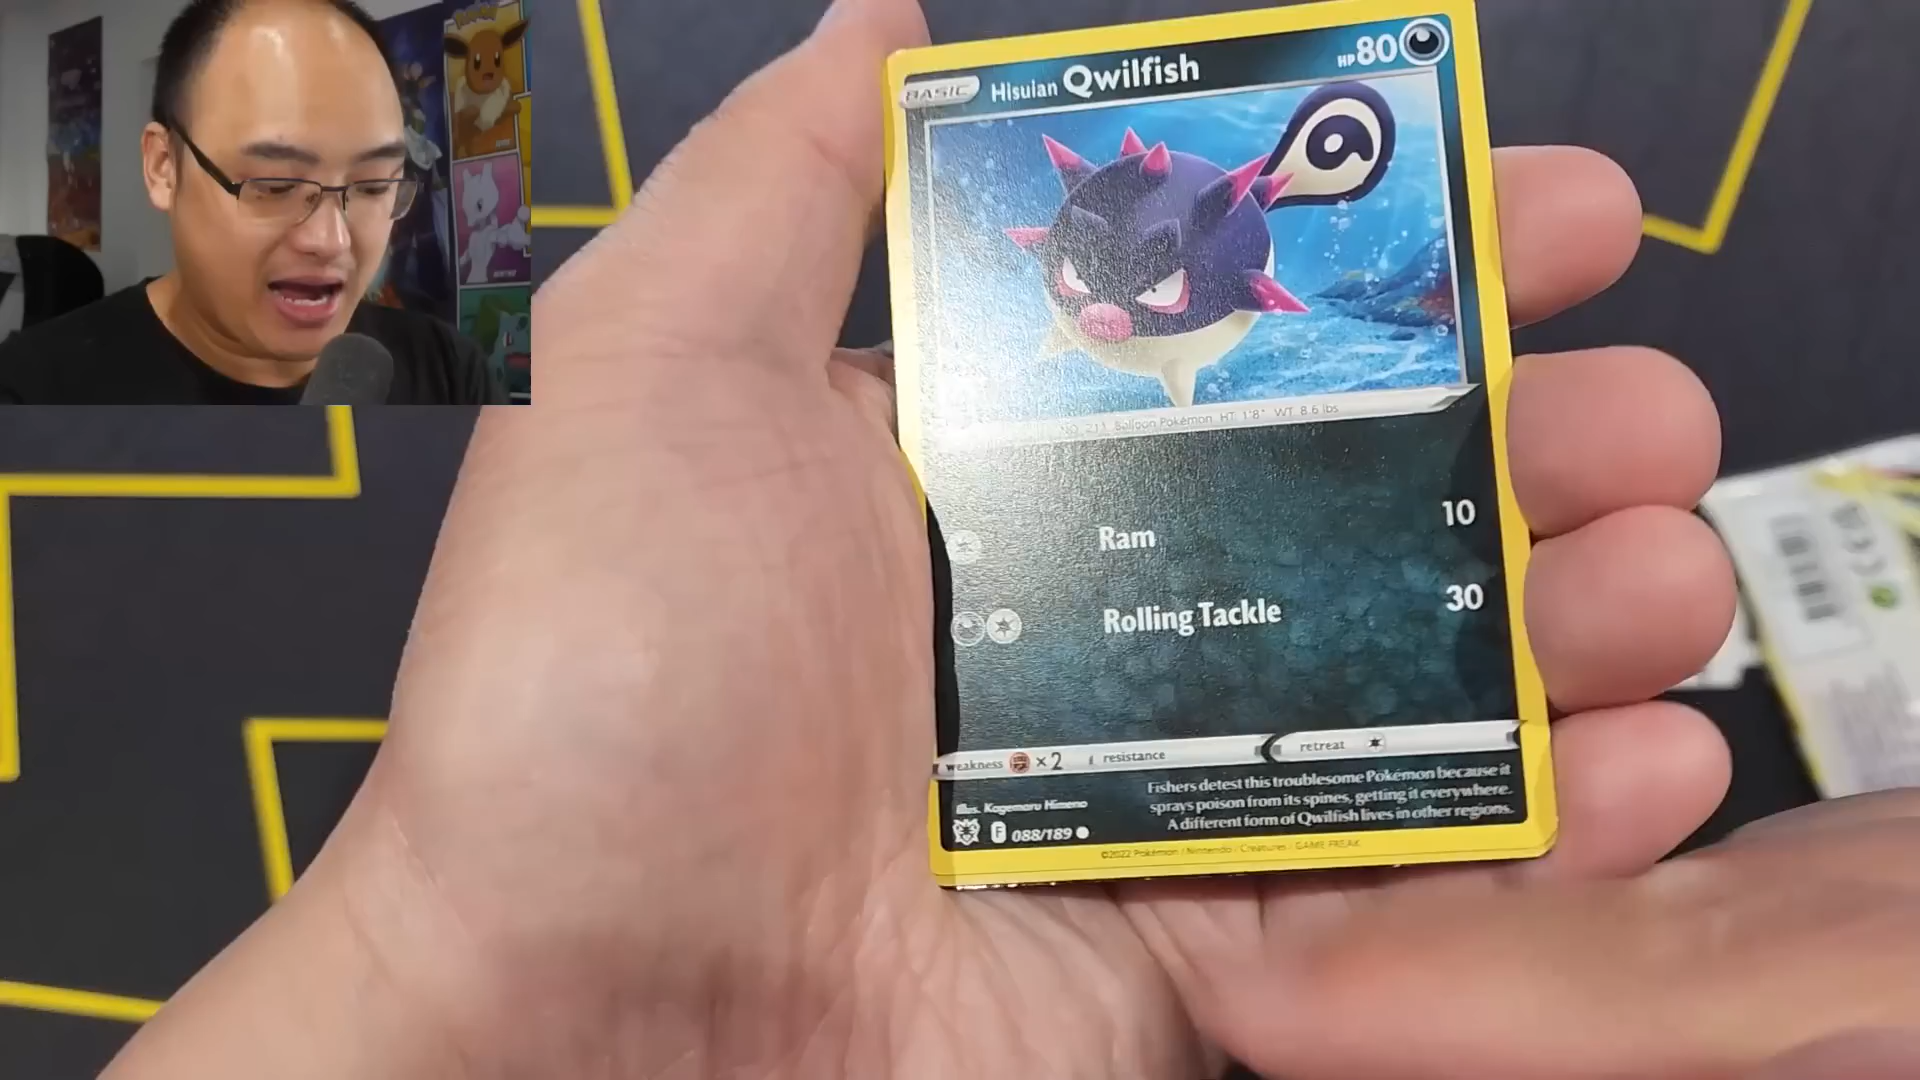 BASIC Hisuian Qwilfish HP 80
NO. 211 Balloon Pokémon HT: 1'8" WT: 8.6 lbs
Ram 10
Rolling Tackle 30
weakness ×2 resistance retreat
Illus. Kagemaru Himeno
Fishers detest this troublesome Pokémon because it
sprays poison from its spines, getting it everywhere.
A different form of Qwilfish lives in other regions.
F 088/189
©2022 Pokémon / Nintendo / Creatures / GAME FREAK